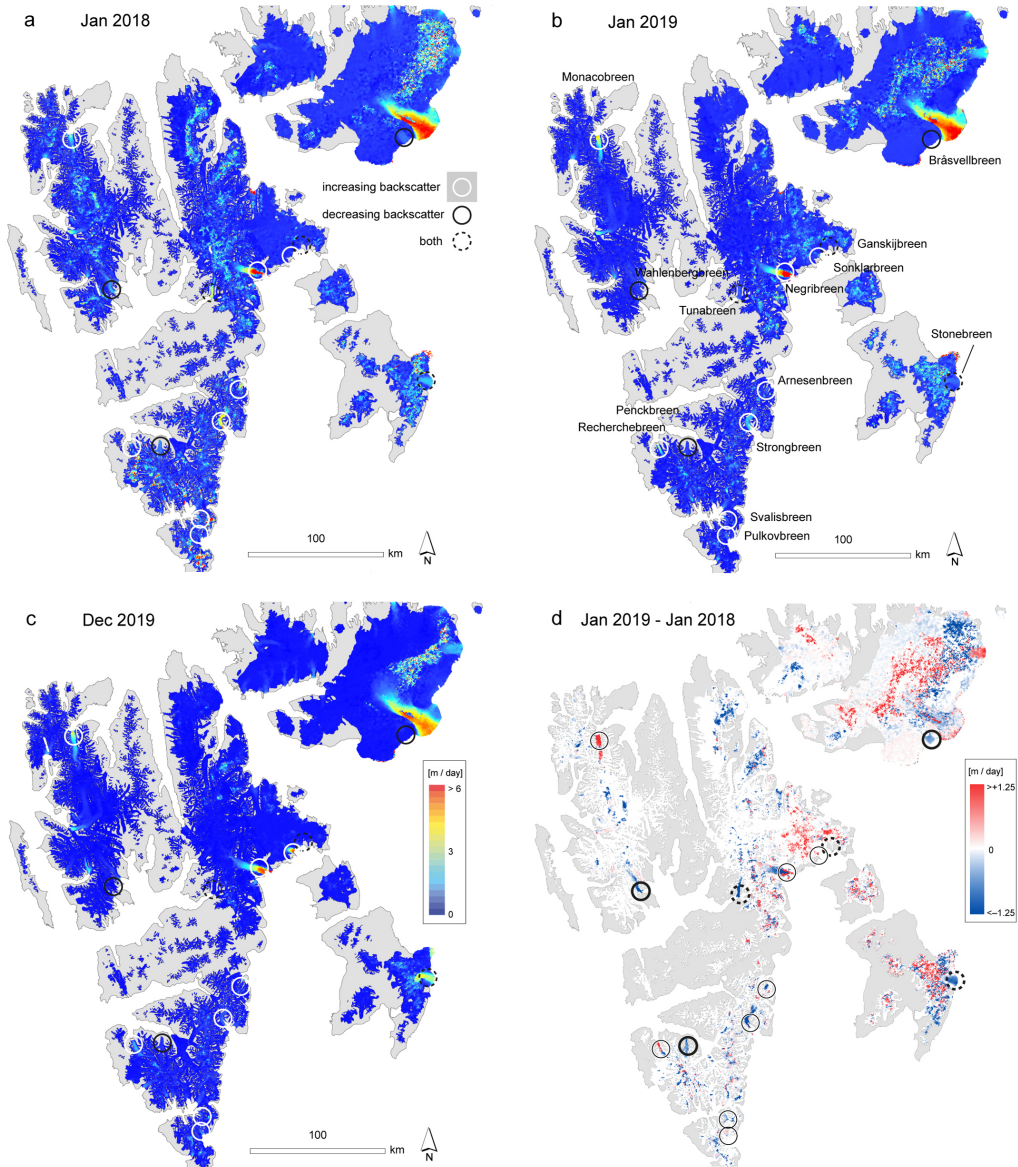 a Jan 2018
increasing backscatter
decreasing backscatter
both
100
km
N
b Jan 2019
Monacobreen
Bråsvellbreen
Ganskijbreen
Sonklarbreen
Wahlenbergbreen
Negribreen
Tunabreen
Stonebreen
Arnesenbreen
Penckbreen
Recherchebreen
Strongbreen
Svalisbreen
Pulkovbreen
100
km
N
c Dec 2019
[m / day]
> 6
3
0
100
km
N
d Jan 2019 - Jan 2018
[m / day]
>+1.25
0
<–1.25